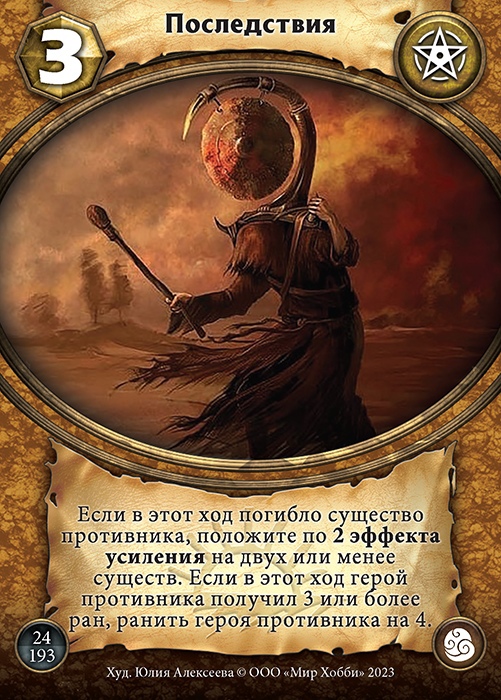 Последствия
3
Если в этот ход погибло существо
противника, положите по 2 эффекта
усиления на двух или менее
существ. Если в этот ход герой
противника получил 3 или более
ран, ранить героя противника на 4.
24
193
Худ. Юлия Алексеева © ООО «Мир Хобби» 2023